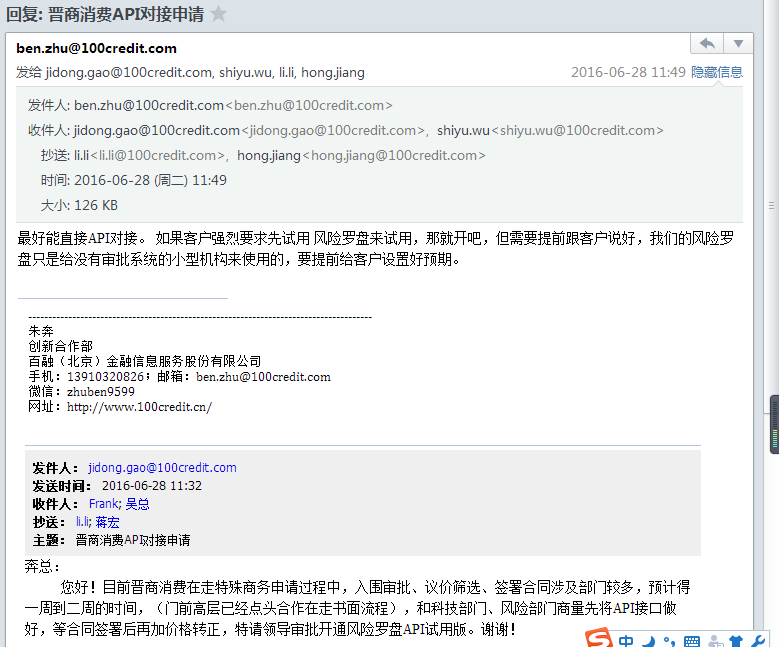 回复: 晋商消费API对接申请
ben.zhu@100credit.com
发给 jidong.gao@100credit.com, shiyu.wu, li.li, hong.jiang 2016-06-28 11:49 隐藏信息
发件人: ben.zhu@100credit.com<ben.zhu@100credit.com>
收件人: jidong.gao@100credit.com<jidong.gao@100credit.com>, shiyu.wu<shiyu.wu@100credit.com>
抄送: li.li<li.li@100credit.com>, hong.jiang<hong.jiang@100credit.com>
时间: 2016-06-28 (周二) 11:49
大小: 126 KB
最好能直接API对接。 如果客户强烈要求先试用 风险罗盘来试用，那就开吧，但需要提前跟客户说好，我们的风险罗
盘只是给没有审批系统的小型机构来使用的，要提前给客户设置好预期。
--------------------------------------------------------------------------------------
朱奔
创新合作部
百融（北京）金融信息服务股份有限公司
手机：13910320826；邮箱：ben.zhu@100credit.com
微信：zhuben9599
网址：http://www.100credit.cn/
发件人： jidong.gao@100credit.com
发送时间： 2016-06-28 11:32
收件人： Frank; 吴总
抄送： li.li; 蒋宏
主题： 晋商消费API对接申请
奔总：
您好！目前晋商消费在走特殊商务申请过程中，入围审批、议价筛选、签署合同涉及部门较多，预计得
一周到二周的时间，（门前高层已经点头合作在走书面流程），和科技部门、风险部门商量先将API接口做
好，等合同签署后再加价格转正，特请领导审批开通风险罗盘API试用版。谢谢！
中